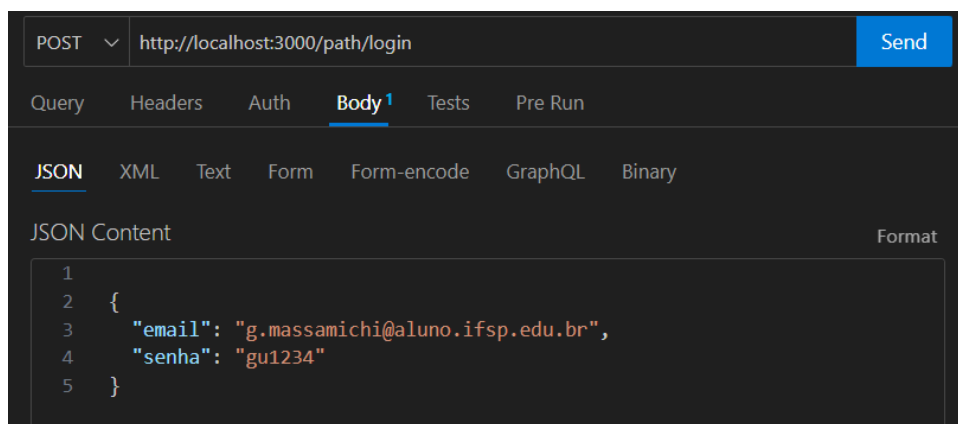 POST http://localhost:3000/path/login Send
Query Headers Auth Body 1 Tests Pre Run
JSON XML Text Form Form-encode GraphQL Binary
JSON Content Format
1
2 {
3 "email": "g.massamichi@aluno.ifsp.edu.br",
4 "senha": "gu1234"
5 }